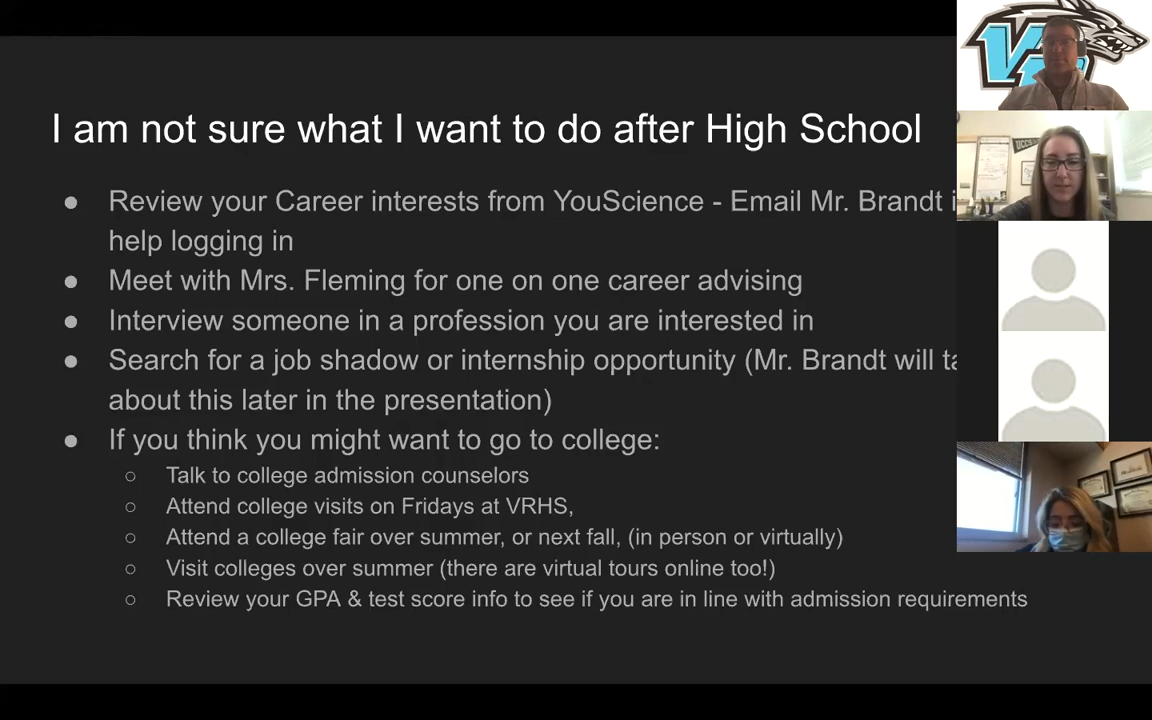 I am not sure what I want to do after High School
● Review your Career interests from YouScience - Email Mr. Brandt
help logging in
● Meet with Mrs. Fleming for one on one career advising
● Interview someone in a profession you are interested in
● Search for a job shadow or internship opportunity (Mr. Brandt will
about this later in the presentation)
● If you think you might want to go to college:
○ Talk to college admission counselors
○ Attend college visits on Fridays at VRHS,
○ Attend a college fair over summer, or next fall, (in person or virtually)
○ Visit colleges over summer (there are virtual tours online too!)
○ Review your GPA & test score info to see if you are in line with admission requirements
UCCS